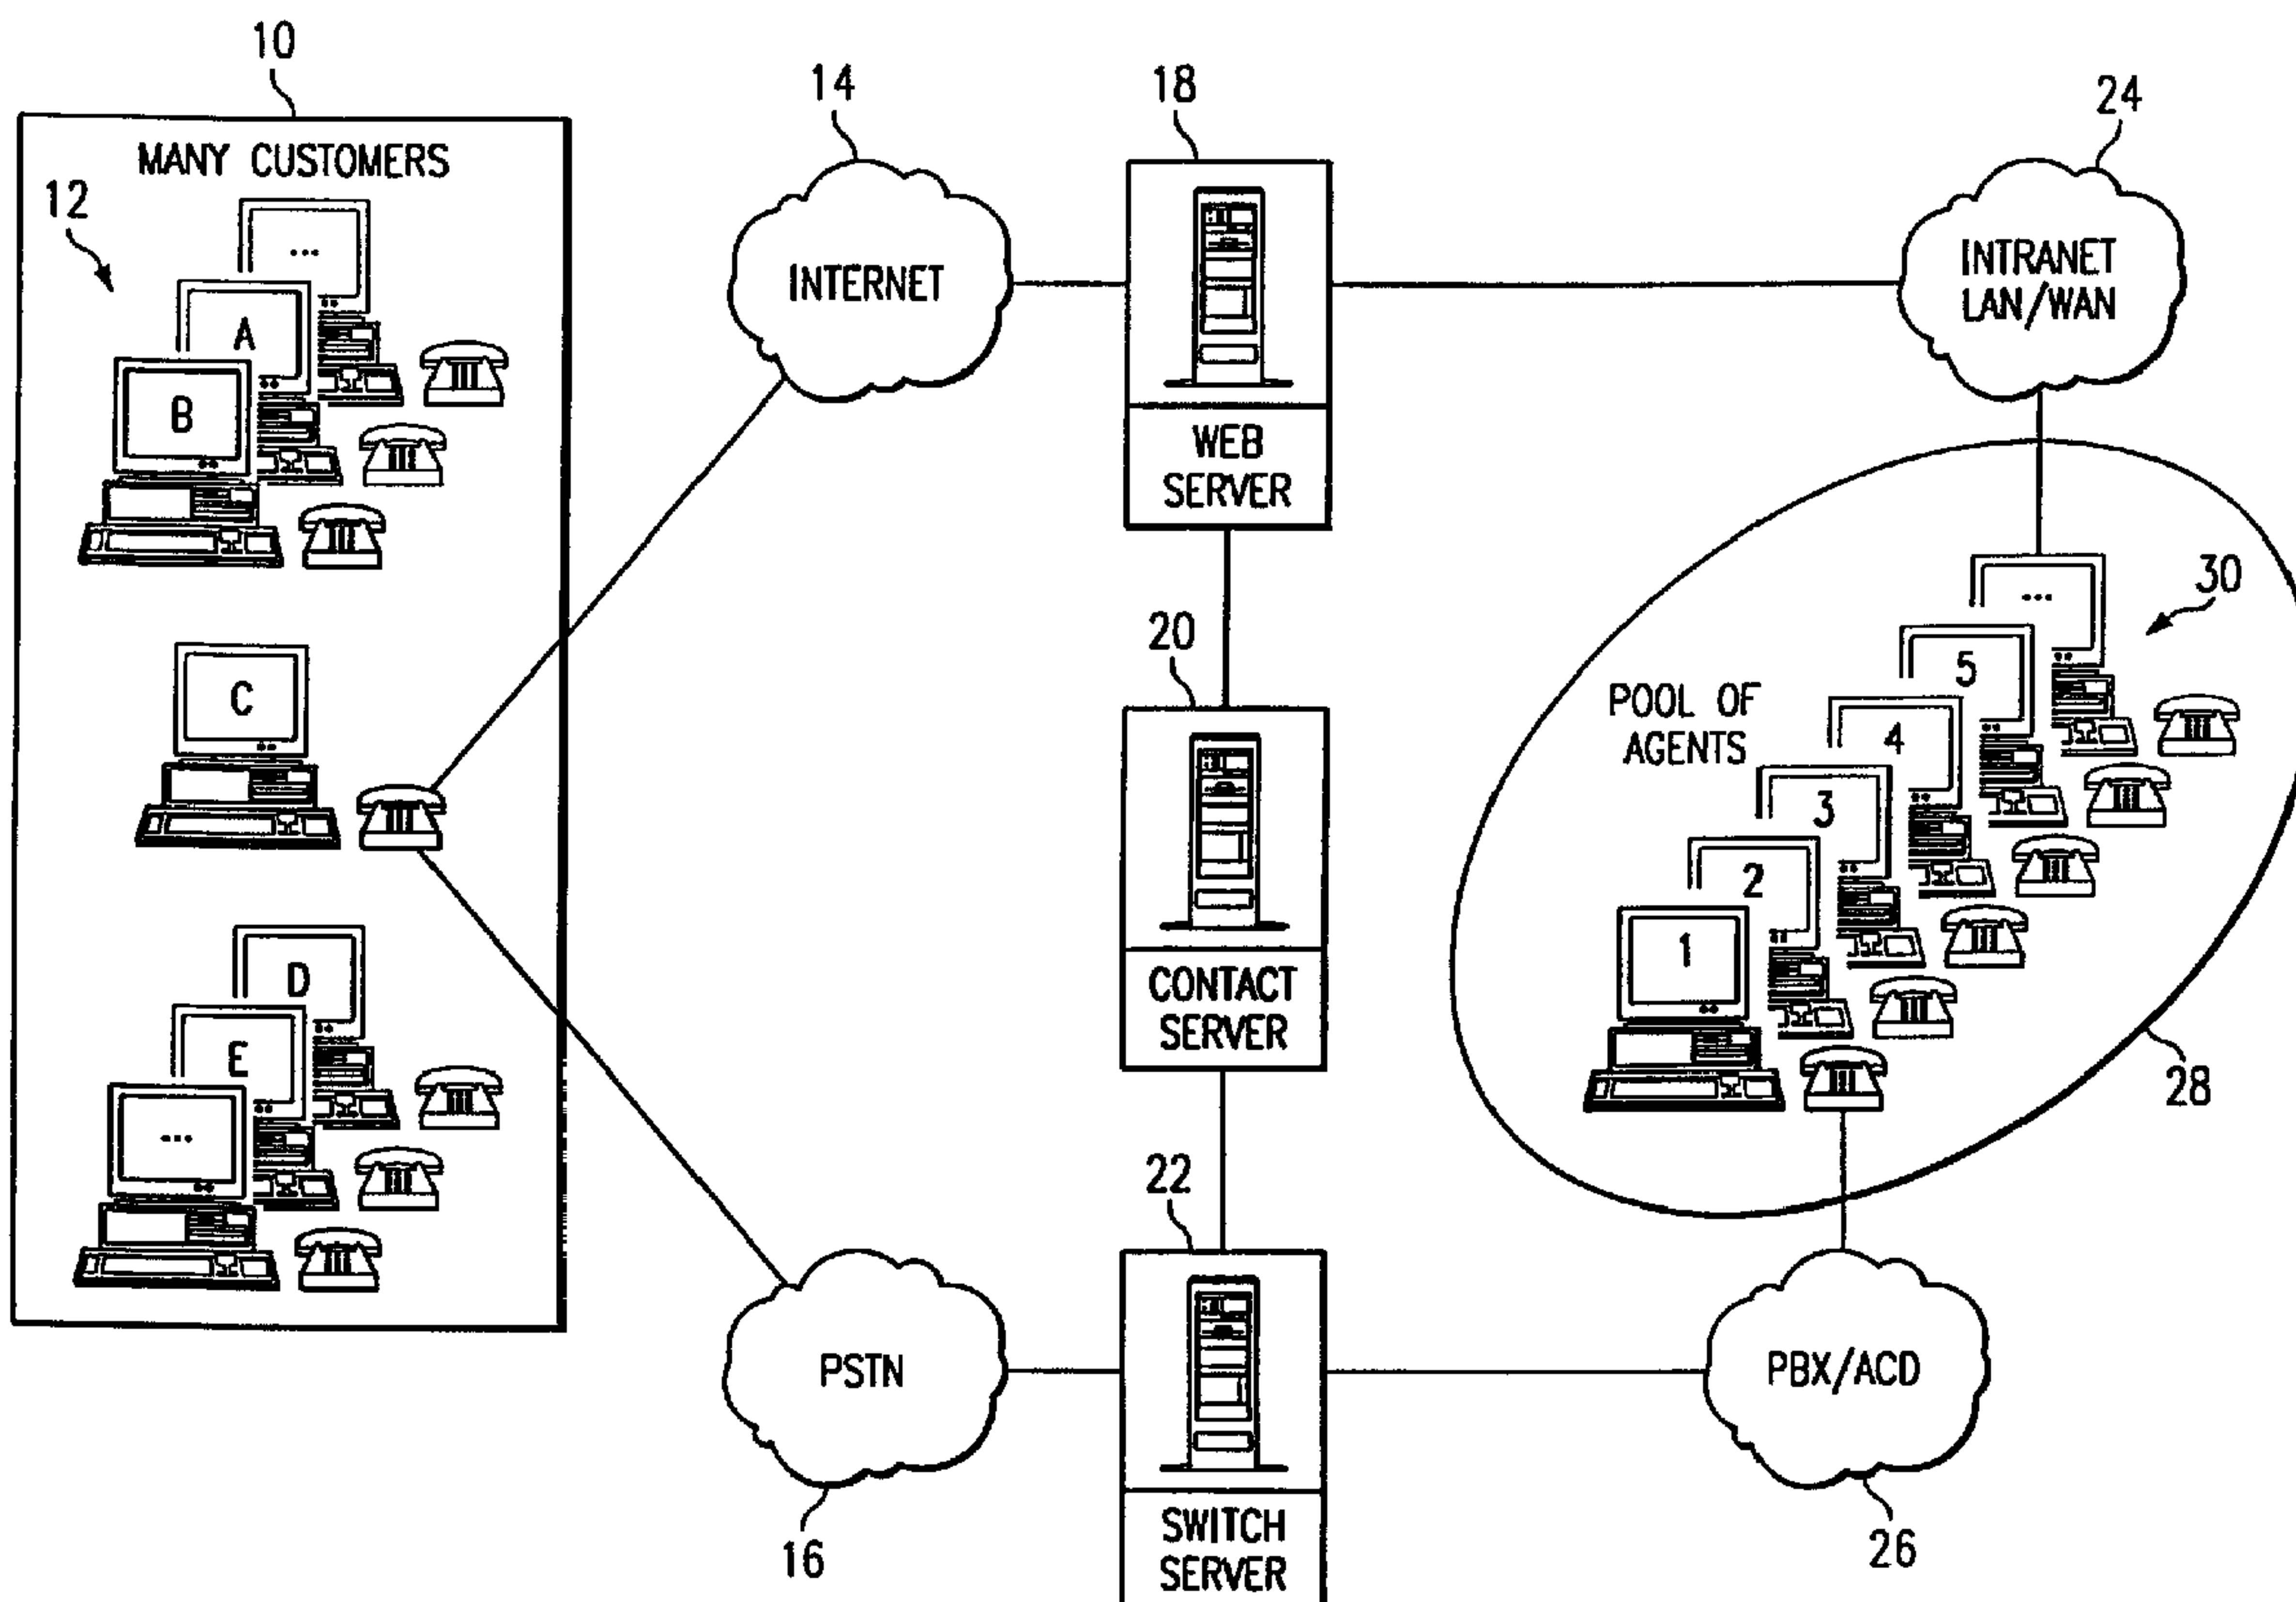 10
MANY CUSTOMERS
12
...
A
B
C
D
E
...
14
INTERNET
16
PSTN
18
WEB
SERVER
20
CONTACT
SERVER
22
SWITCH
SERVER
24
INTRANET
LAN/WAN
POOL OF
AGENTS
30
...
5
4
3
2
1
28
PBX/ACD
26